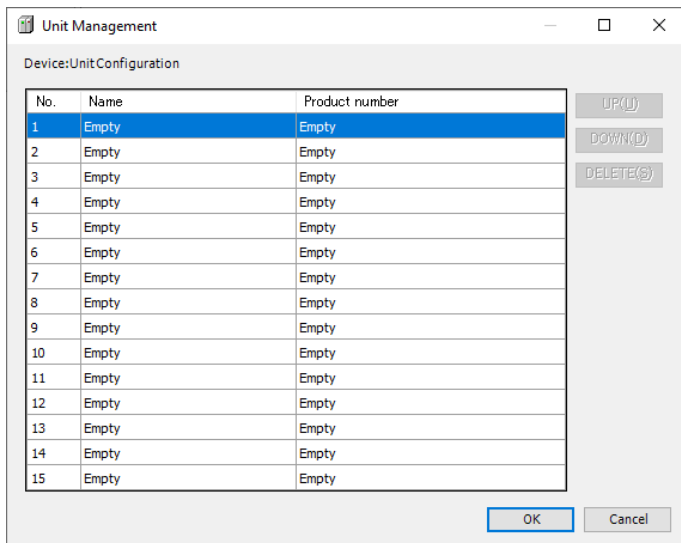 Unit Management
Device:UnitConfiguration
No. Name Product number
1 Empty Empty
2 Empty Empty
3 Empty Empty
4 Empty Empty
5 Empty Empty
6 Empty Empty
7 Empty Empty
8 Empty Empty
9 Empty Empty
10 Empty Empty
11 Empty Empty
12 Empty Empty
13 Empty Empty
14 Empty Empty
15 Empty Empty
UP(U)
DOWN(D)
DELETE(S)
OK Cancel